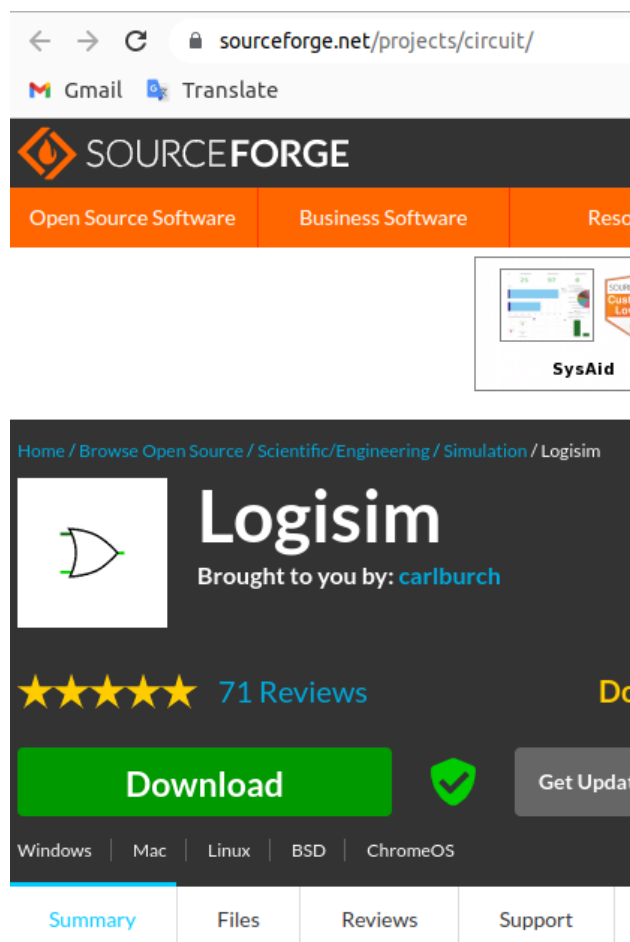 sourceforge.net/projects/circuit/
Gmail Translate
SOURCEFORGE
Open Source Software Business Software
SysAid
Home / Browse Open Source / Scientific/Engineering / Simulation / Logisim
Logisim
Brought to you by: carlburch
71 Reviews
Download Get
Windows Mac Linux BSD ChromeOS
Summary Files Reviews Support